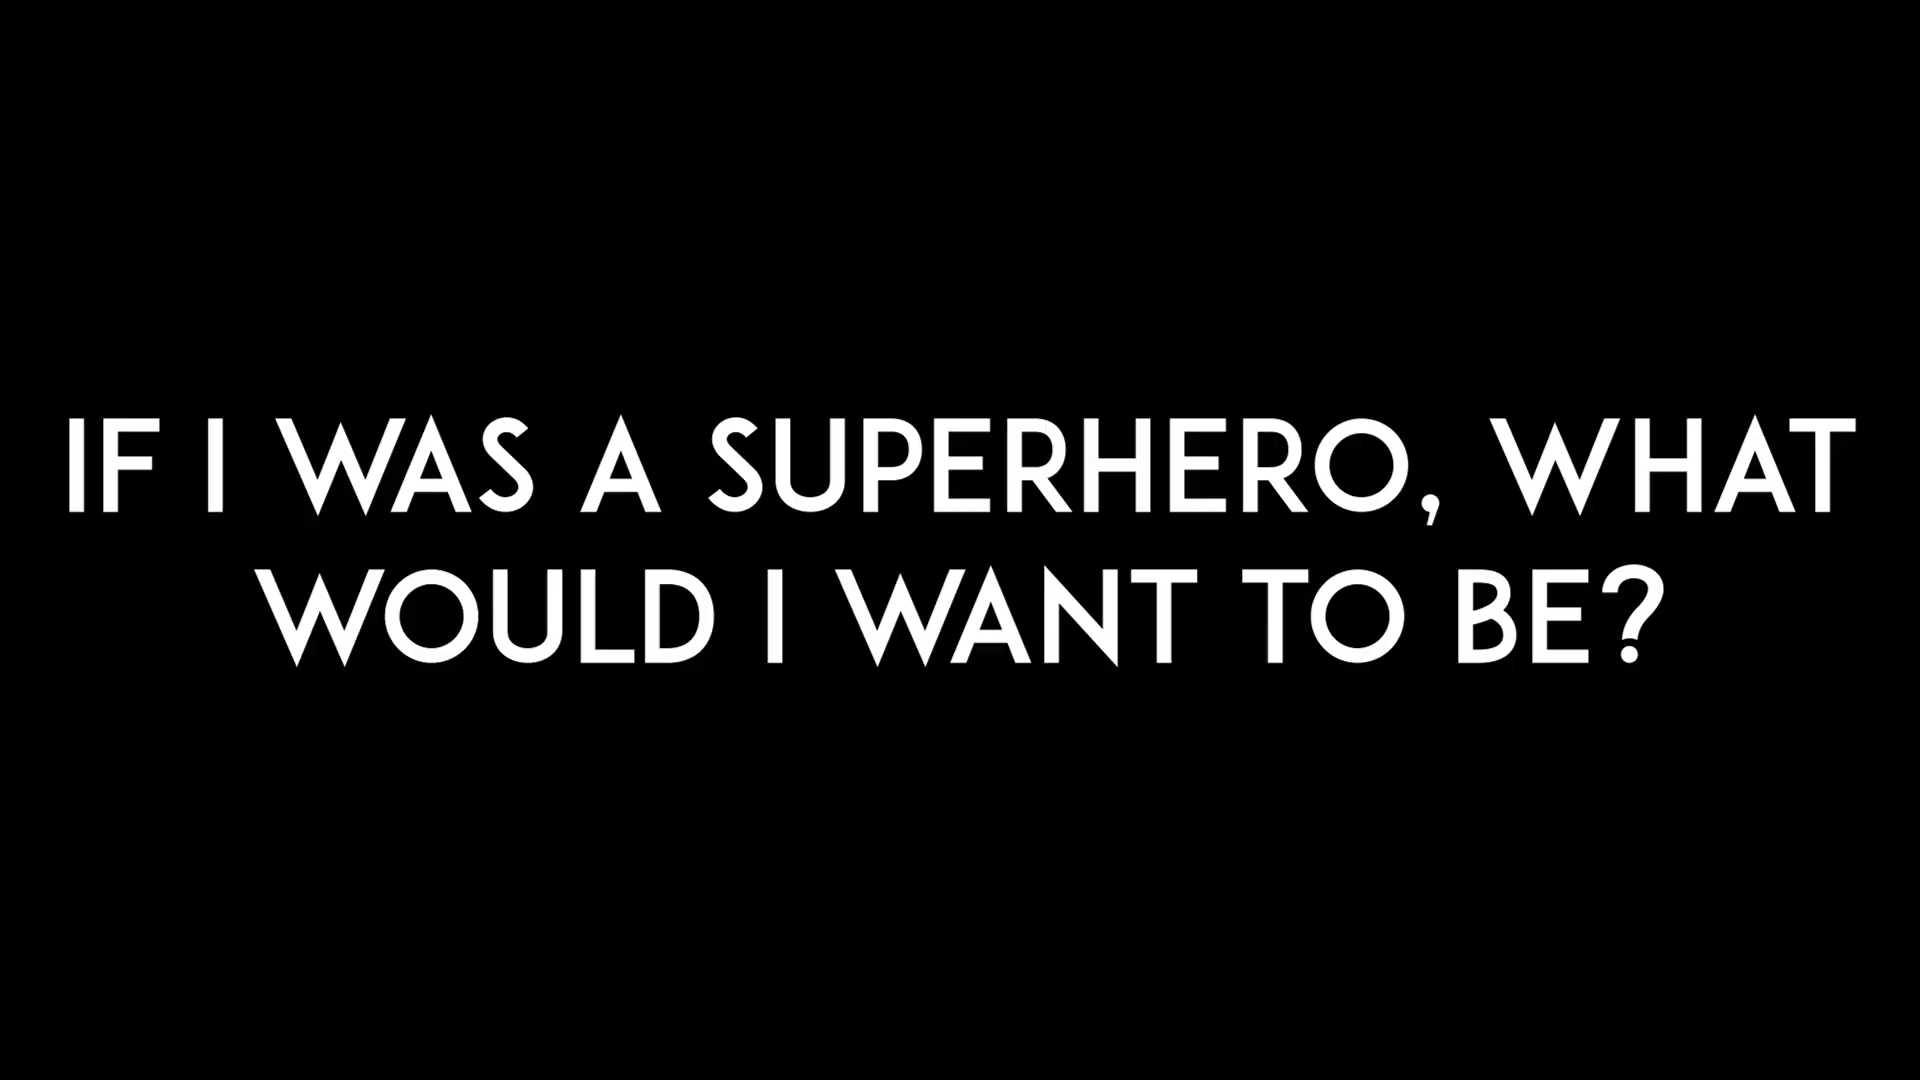 IF I WAS A SUPERHERO, WHAT
WOULD I WANT TO BE?